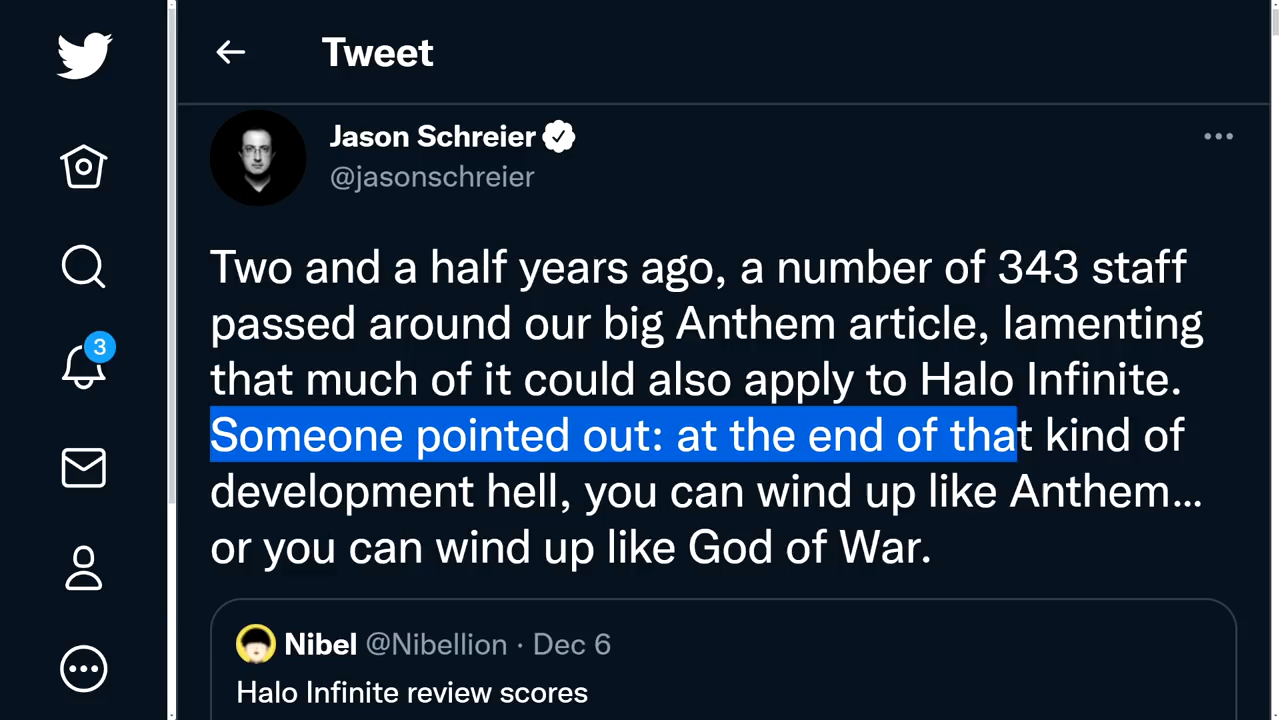 Tweet
Jason Schreier
@jasonschreier
Two and a half years ago, a number of 343 staff
passed around our big Anthem article, lamenting
that much of it could also apply to Halo Infinite.
Someone pointed out: at the end of that kind of
development hell, you can wind up like Anthem...
or you can wind up like God of War.
3
Nibel @Nibellion · Dec 6
Halo Infinite review scores